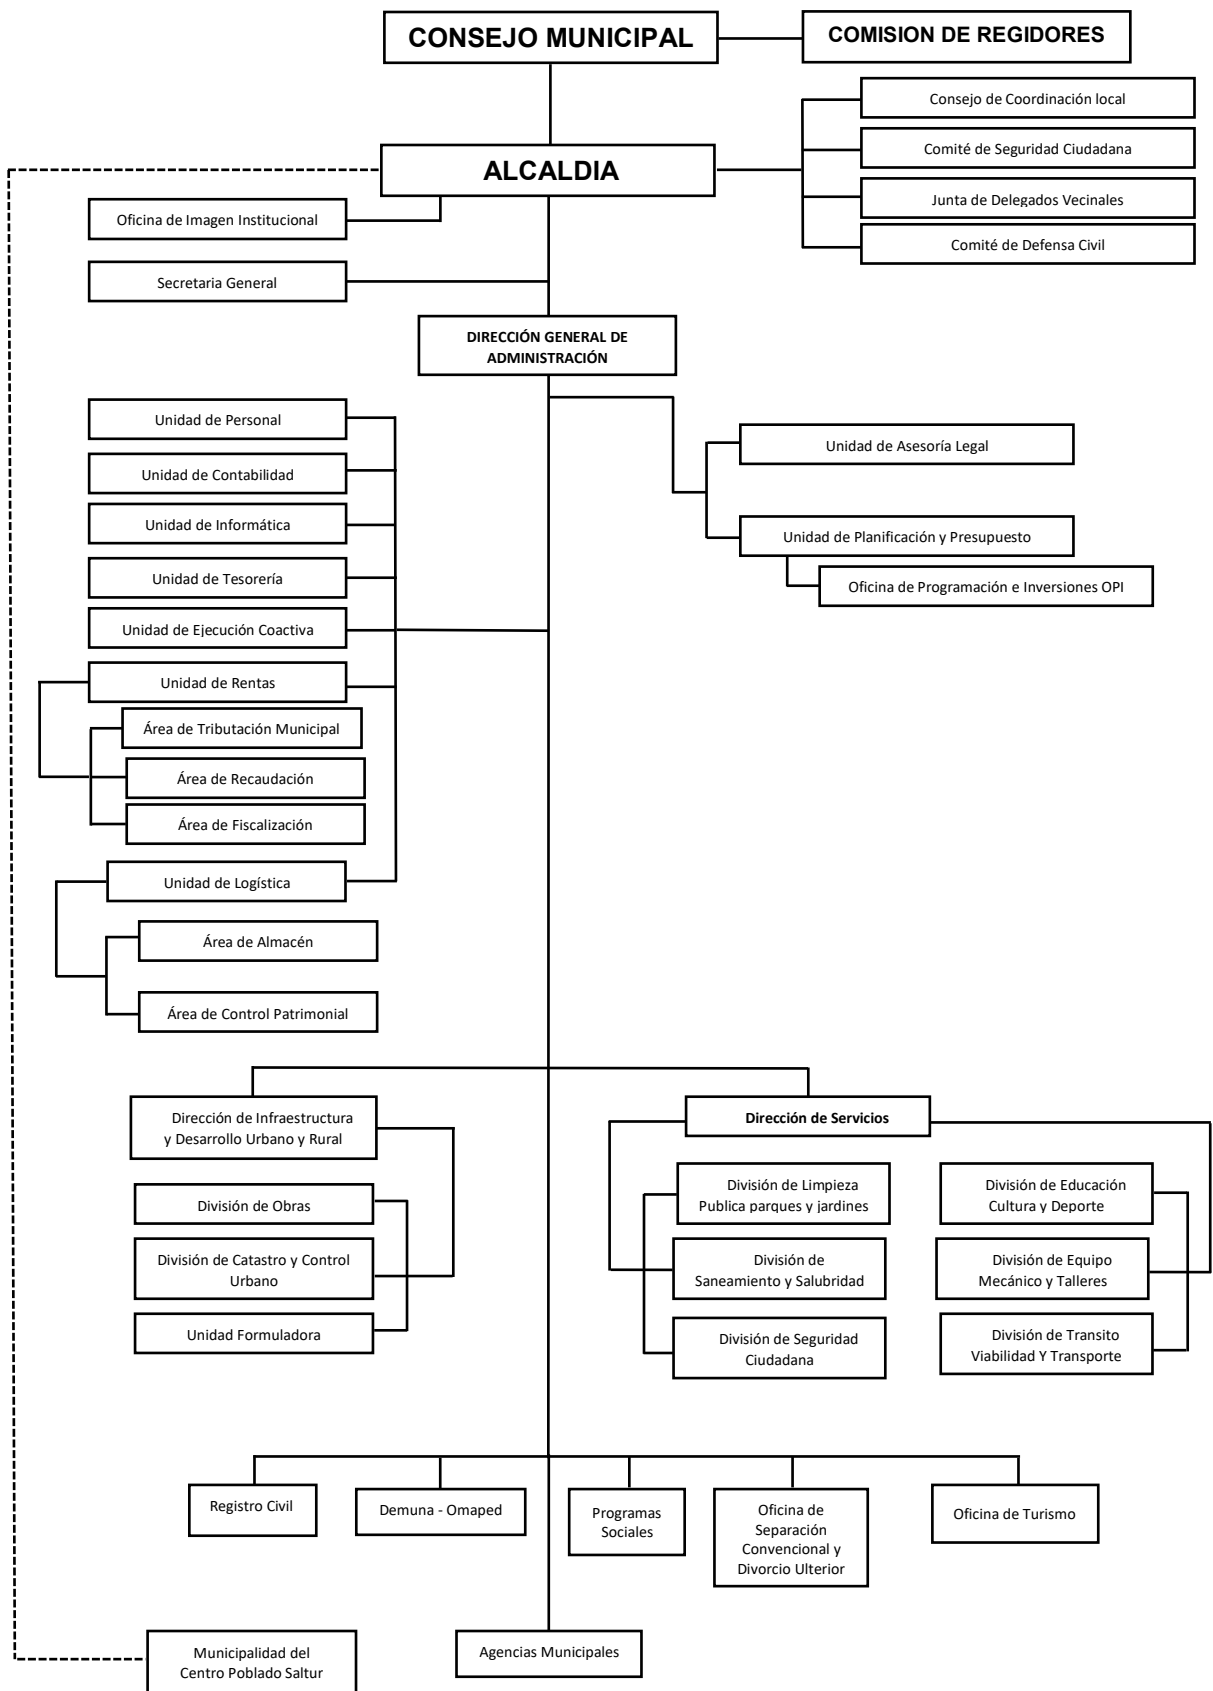 CONSEJO MUNICIPAL
COMISION DE REGIDORES
Consejo de Coordinación local
Comité de Seguridad Ciudadana
ALCALDIA
Junta de Delegados Vecinales
Oficina de Imagen Institucional
Comité de Defensa Civil
Secretaria General
DIRECCIÓN GENERAL DE
ADMINISTRACIÓN
Unidad de Personal
Unidad de Contabilidad
Unidad de Informática
Unidad de Tesorería
Unidad de Ejecución Coactiva
Unidad de Rentas
Área de Tributación Municipal
Área de Recaudación
Área de Fiscalización
Unidad de Logística
Área de Almacén
Área de Control Patrimonial
Unidad de Asesoría Legal
Unidad de Planificación y Presupuesto
Oficina de Programación e Inversiones OPI
Dirección de Infraestructura
y Desarrollo Urbano y Rural
División de Obras
División de Catastro y Control
Urbano
Unidad Formuladora
Dirección de Servicios
División de Limpieza
Publica parques y jardines
División de
Saneamiento y Salubridad
División de Seguridad
Ciudadana
División de Educación
Cultura y Deporte
División de Equipo
Mecánico y Talleres
División de Transito
Viabilidad Y Transporte
Registro Civil
Demuna - Omaped
Programas
Sociales
Oficina de
Separación
Convencional y
Divorcio Ulterior
Oficina de Turismo
Municipalidad del
Centro Poblado Saltur
Agencias Municipales